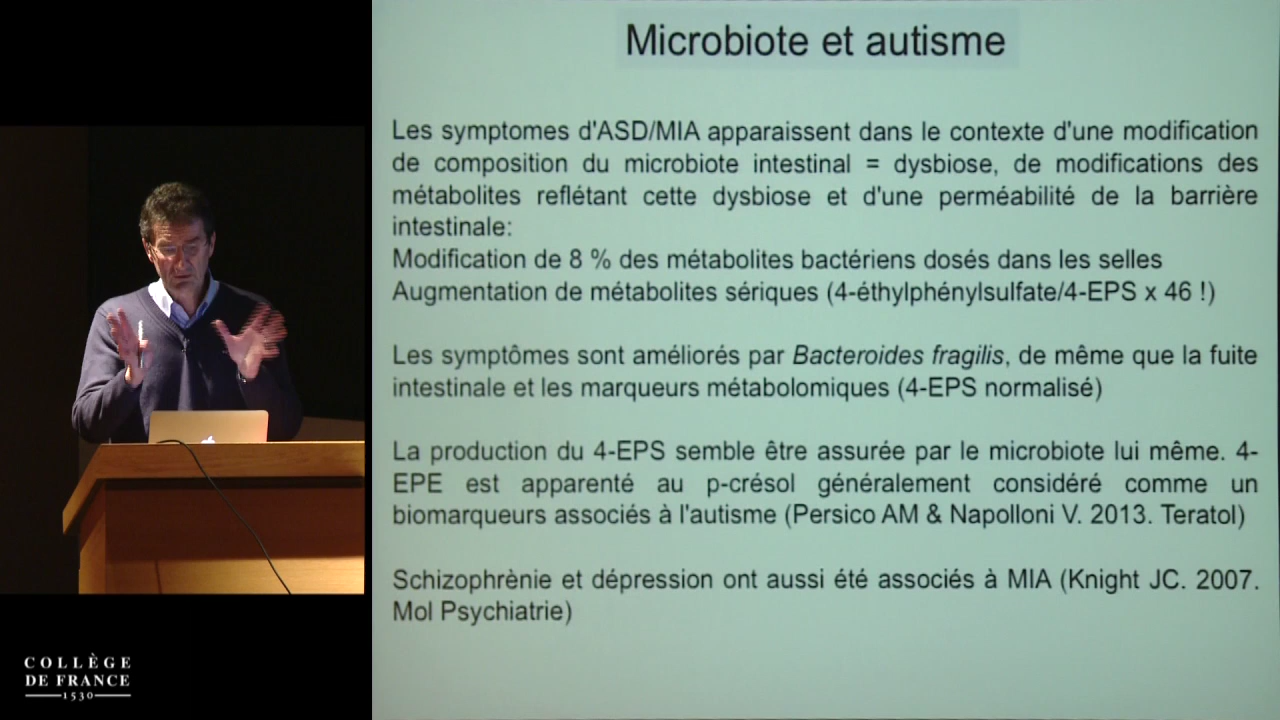 Microbiote et autisme
Les symptomes d'ASD/MIA apparaissent dans le contexte d'une modification
de composition du microbiote intestinal = dysbiose, de modifications des
métabolites reflétant cette dysbiose et d'une perméabilité de la barrière
intestinale:
Modification de 8 % des métabolites bactériens dosés dans les selles
Augmentation de métabolites sériques (4-éthylphénylsulfate/4-EPS x 46 !)
Les symptômes sont améliorés par Bacteroides fragilis, de même que la fuite
intestinale et les marqueurs métabolomiques (4-EPS normalisé)
La production du 4-EPS semble être assurée par le microbiote lui même. 4-
EPE est apparenté au p-crésol généralement considéré comme un
biomarqueurs associés à l'autisme (Persico AM & Napolloni V. 2013. Teratol)
Schizophrènie et dépression ont aussi été associés à MIA (Knight JC. 2007.
Mol Psychiatrie)
COLLÈGE
DE FRANCE
1530